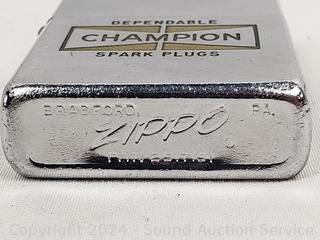 DEPENDABLE
CHAMPION
SPARK PLUGS
BRADFORD, PA.
ZIPPO
Copyright 2024 - Sound Auction Service